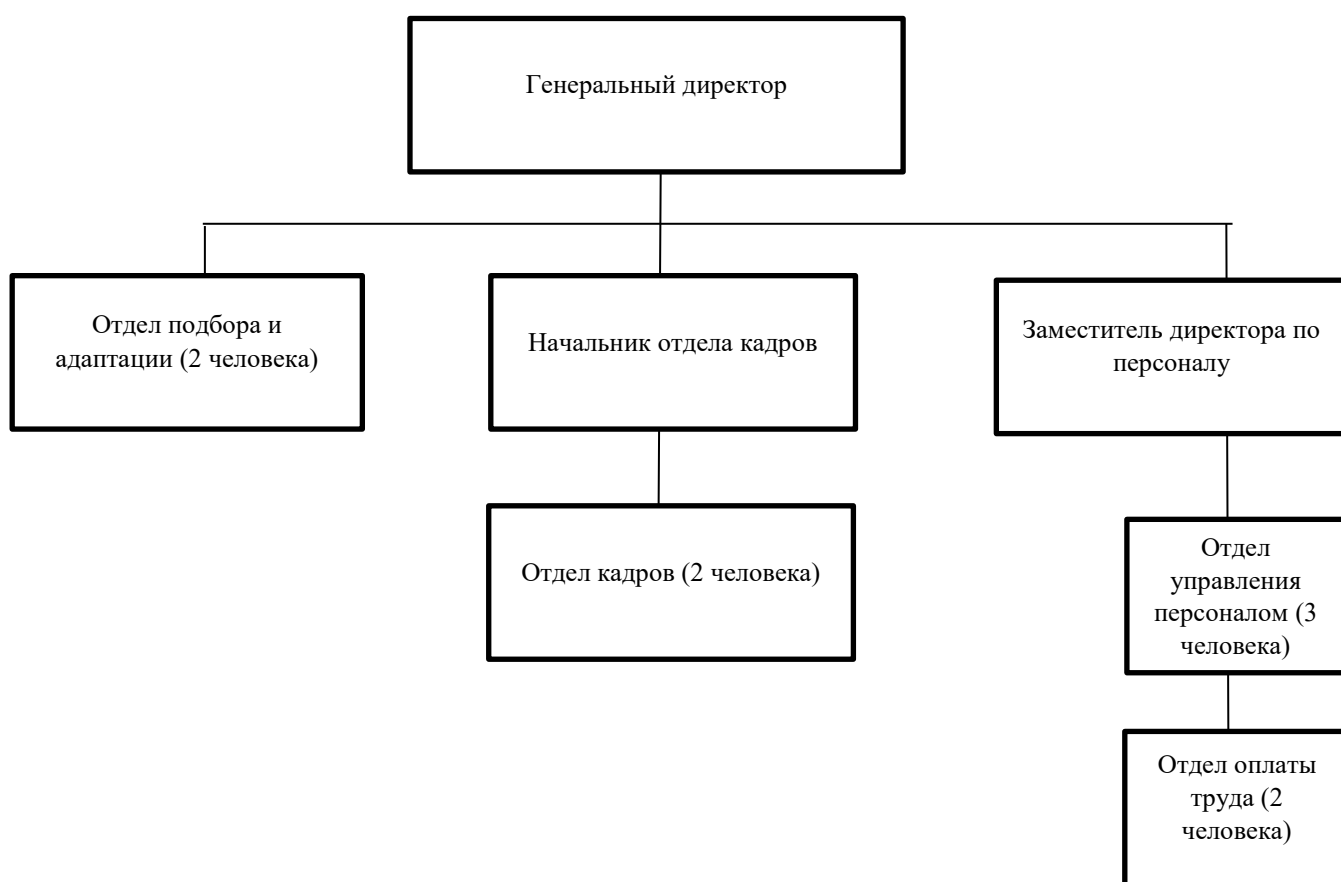 Генеральный директор
Отдел подбора и
адаптации (2 человека)
Начальник отдела кадров
Заместитель директора по
персоналу
Отдел кадров (2 человека)
Отдел
управления
персоналом (3
человека)
Отдел оплаты
труда (2
человека)